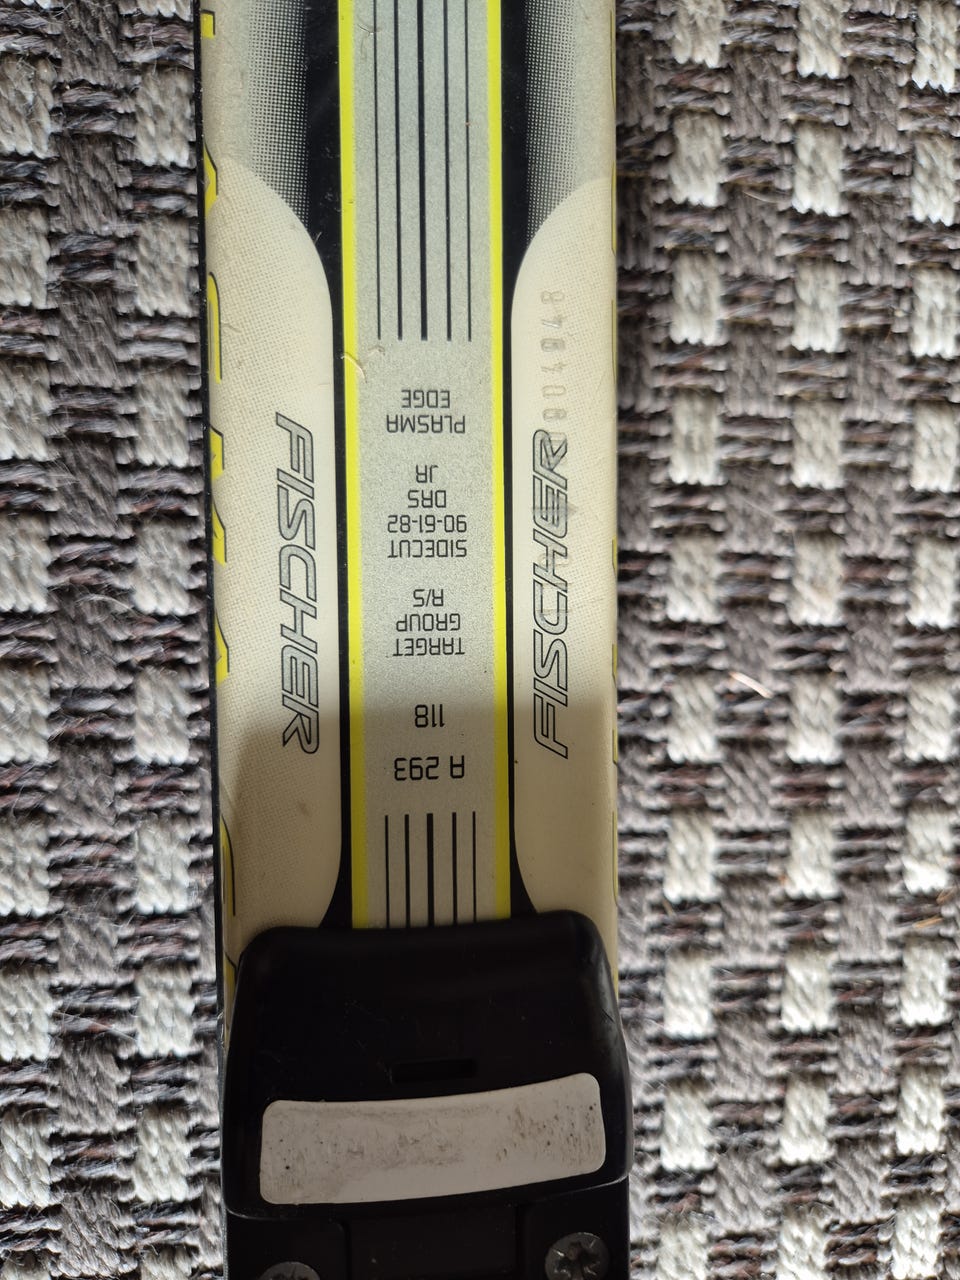 A 293
118
TARGET
GROUP
A/S
SIDECUT
90-61-82
DRS
JR
PLASMA
EDGE
FISCHER
FISCHER